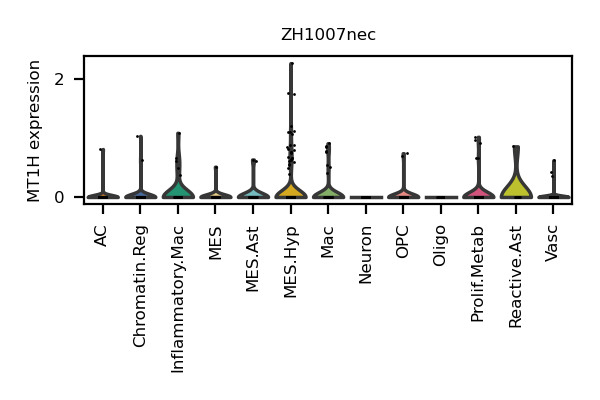 ZH1007nec
MT1H expression
2
0
AC
Chromatin.Reg
Inflammatory.Mac
MES
MES.Ast
MES.Hyp
Mac
Neuron
OPC
Oligo
Prolif.Metab
Reactive.Ast
Vasc